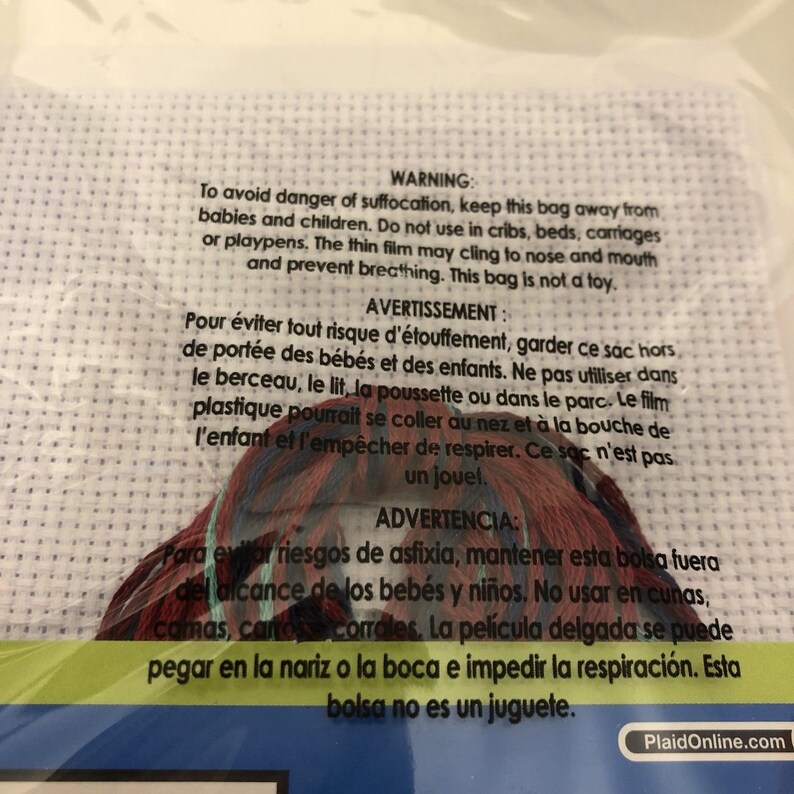 WARNING:
To avoid danger of suffocation, keep this bag away from
babies and children. Do not use in cribs, beds, carriages
or playpens. The thin film may cling to nose and mouth
and prevent breathing. This bag is not a toy.
AVERTISSEMENT :
Pour éviter tout risque d'étouffement, garder ce sac hors
de portée des bébés et des enfants. Ne pas utiliser dans
le berceau, le lit, la poussette ou dans le parc. Le film
plastique pourrait se coller au nez et à la bouche de
l'enfant et l'empêcher de respirer. Ce sac n'est pas
un jouet.
ADVERTENCIA:
Para evitar riesgos de asfixia, mantener esta bolsa fuera
del alcance de los bebés y niños. No usar en cunas,
camas, carros o corrales. La película delgada se puede
pegar en la nariz o la boca e impedir la respiración. Esta
bolsa no es un juguete.
PlaidOnline.com